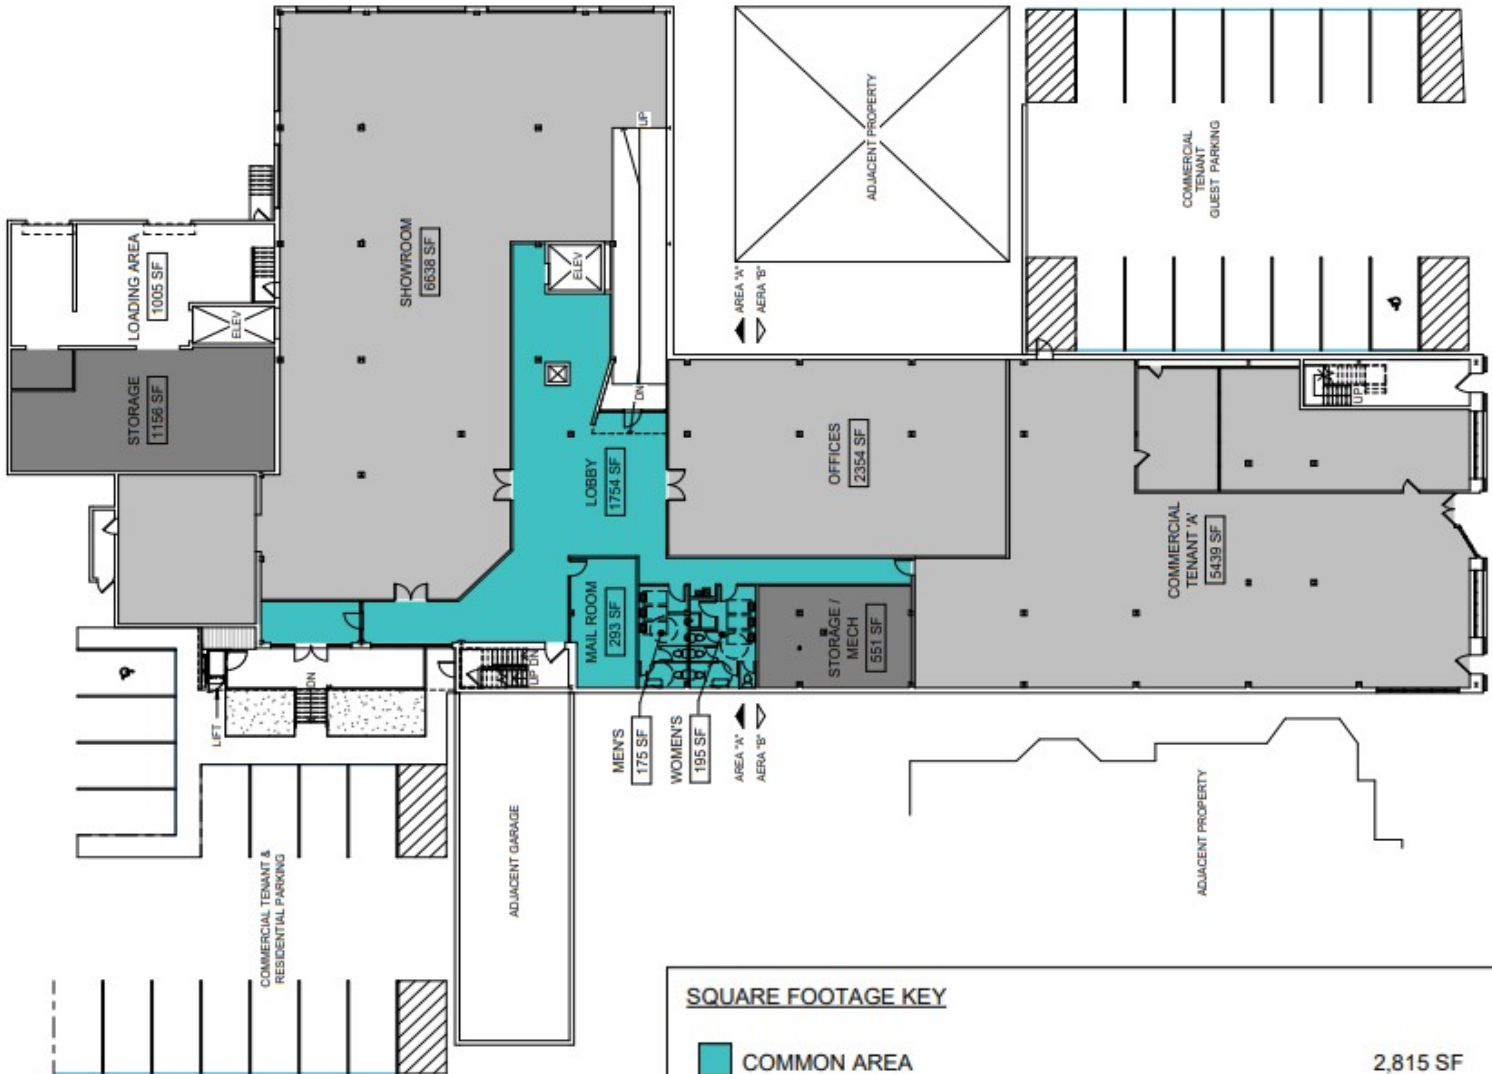 UP
ADJACENT PROPERTY
COMMERCIAL
TENANT
GUEST PARKING
LOADING AREA
1005 SF
ELEV
SHOWROOM
6638 SF
ELEV
AREA "A"
AERA "B"
STORAGE
1156 SF
DN
UP
LOBBY
1754 SF
OFFICES
2354 SF
COMMERCIAL
TENANT 'A'
5439 SF
MAIL ROOM
293 SF
STORAGE /
MECH
551 SF
DN
UP DN
LIFT
MEN'S
175 SF
WOMEN'S
195 SF
AREA "A"
AERA "B"
COMMERCIAL TENANT &
RESIDENTIAL PARKING
ADJACENT GARAGE
ADJACENT PROPERTY
SQUARE FOOTAGE KEY
COMMON AREA 2,815 SF